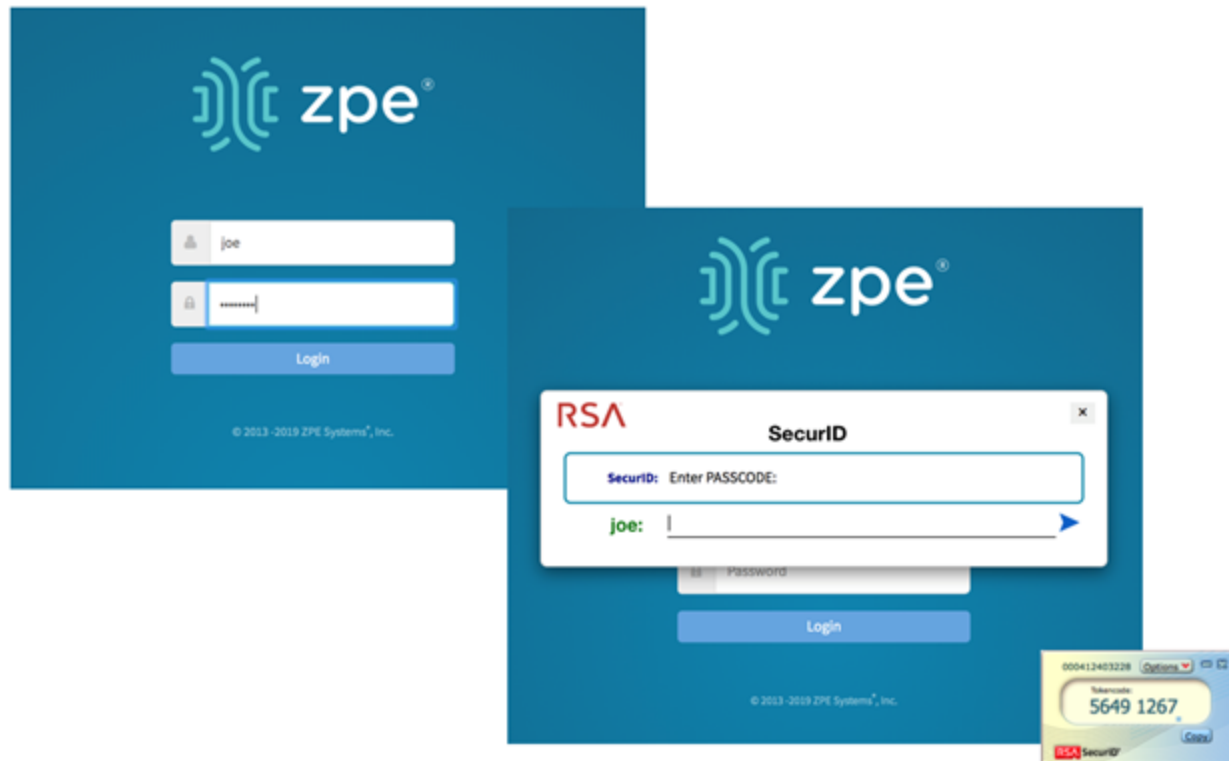 zpe®
joe
••••••••
Login
© 2013 -2019 ZPE Systems®, Inc.
zpe®
RSA
×
SecurID
SecurID: Enter PASSCODE:
joe:
Password
Login
© 2013 -2019 ZPE Systems®, Inc.
000412403228 Options
Tokencode:
5649 1267
Copy
RSA SecurID®